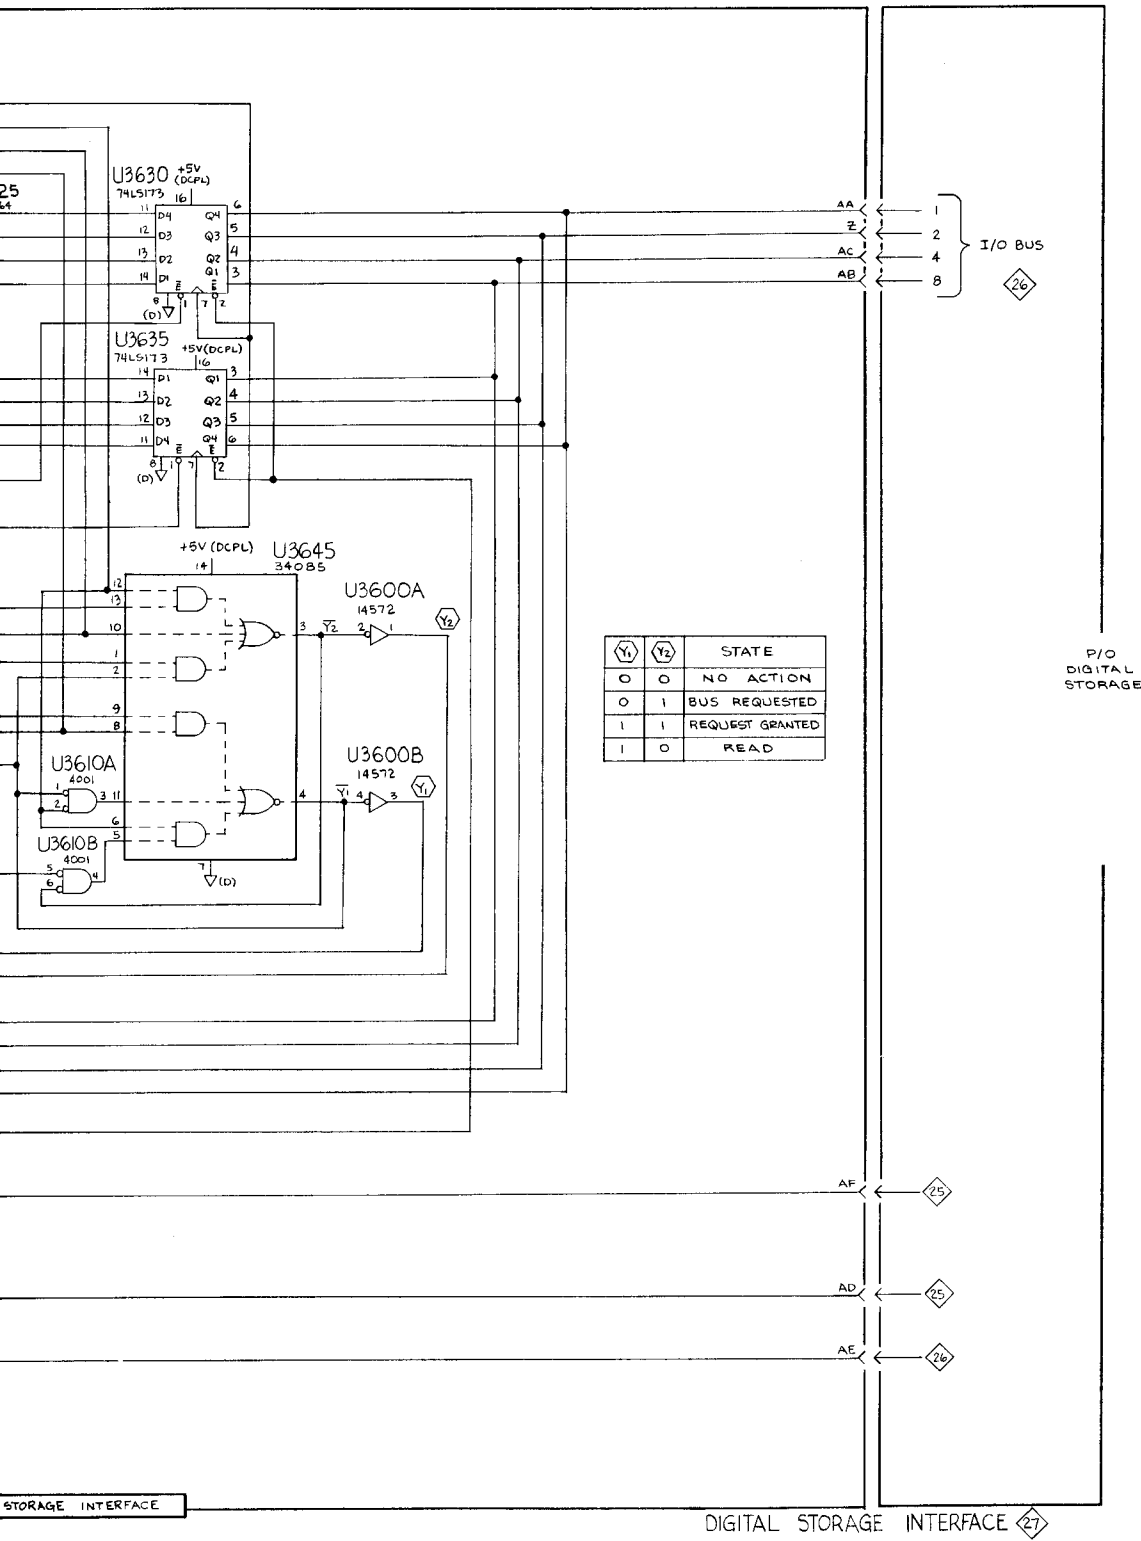 U3630
74LS173
+5V
(DCPL)
16
25
64
11 D4 Q4 6
12 D3 Q3 5
13 D2 Q2 4
14 D1 Q1 3
8 E 1 7 E 2
(D)
U3635
74LS173
+5V(DCPL)
16
14 D1 Q1 3
13 D2 Q2 4
12 D3 Q3 5
11 D4 Q4 6
8 E 1 7 E 2
(D)
+5V (DCPL)
14
U3645
34085
12
13
10
1
2
9
8
11
6
5
3 Y2
4 Y1
7
(D)
U3600A
14572
2 1
Y2
U3600B
14572
4 3
Y1
U3610A
4001
1
2
3
U3610B
4001
5
6
4
Y1 Y2 STATE
0 0 NO ACTION
0 1 BUS REQUESTED
1 1 REQUEST GRANTED
1 0 READ
AA 1
Z 2
AC 4
AB 8
I/O BUS
26
P/O
DIGITAL
STORAGE
AF 25
AD 25
AE 26
STORAGE INTERFACE
DIGITAL STORAGE INTERFACE 27